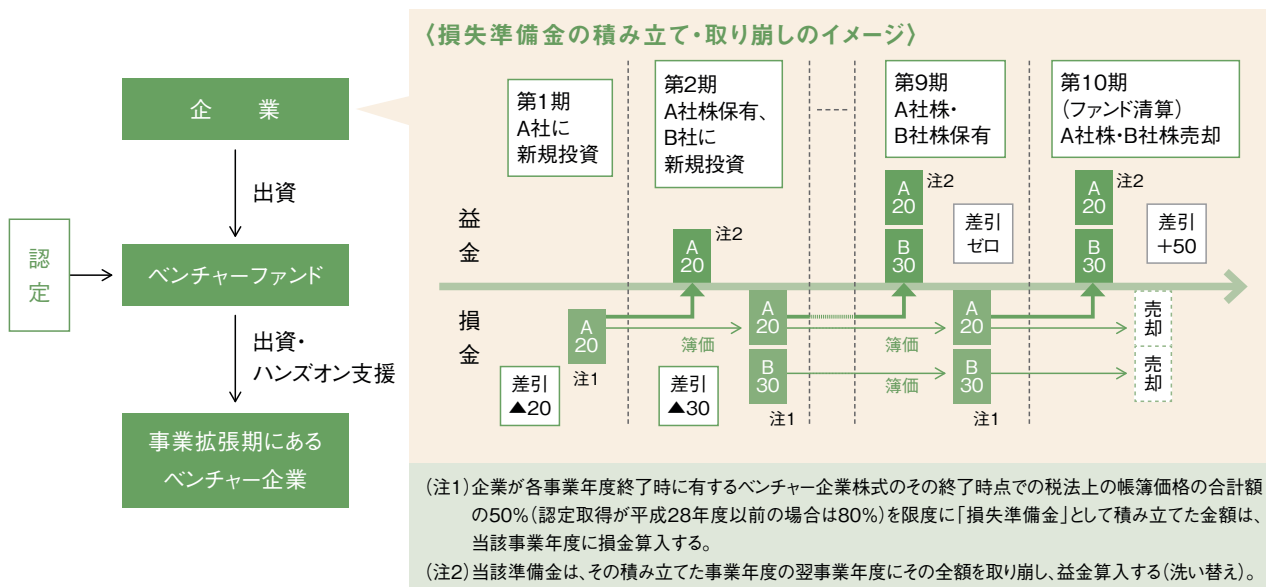 企　業
出資
認定
ベンチャーファンド
出資・
ハンズオン支援
事業拡張期にある
ベンチャー企業
〈損失準備金の積み立て・取り崩しのイメージ〉
第1期
A社に
新規投資
第2期
A社株保有、
B社に
新規投資
第9期
A社株・
B社株保有
第10期
（ファンド清算）
A社株・B社株売却
益金
A
20
注2
A
20
注2
B
30
差引
ゼロ
A
20
注2
B
30
差引
＋50
損金
A
20
注1
差引
▲20
簿価
差引
▲30
A
20
B
30
注1
簿価
簿価
A
20
B
30
注1
売却
売却
（注1）企業が各事業年度終了時に有するベンチャー企業株式のその終了時点での税法上の帳簿価格の合計額
の50%（認定取得が平成28年度以前の場合は80%）を限度に「損失準備金」として積み立てた金額は、
当該事業年度に損金算入する。
（注2）当該準備金は、その積み立てた事業年度の翌事業年度にその全額を取り崩し、益金算入する（洗い替え）。